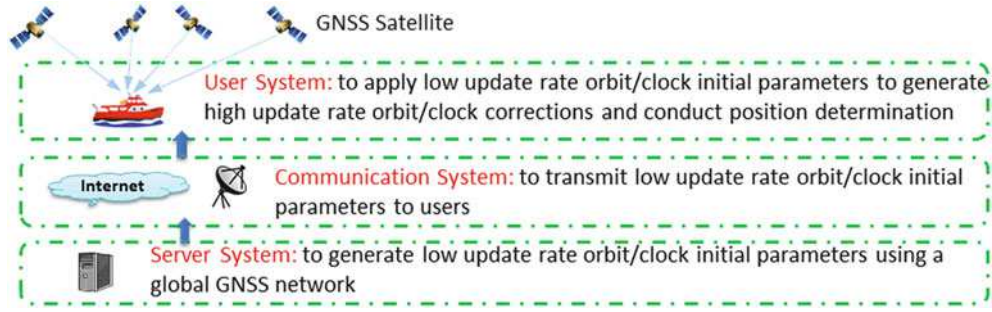 GNSS Satellite
User System: to apply low update rate orbit/clock initial parameters to generate
high update rate orbit/clock corrections and conduct position determination
Internet
Communication System: to transmit low update rate orbit/clock initial
parameters to users
Server System: to generate low update rate orbit/clock initial parameters using a
global GNSS network